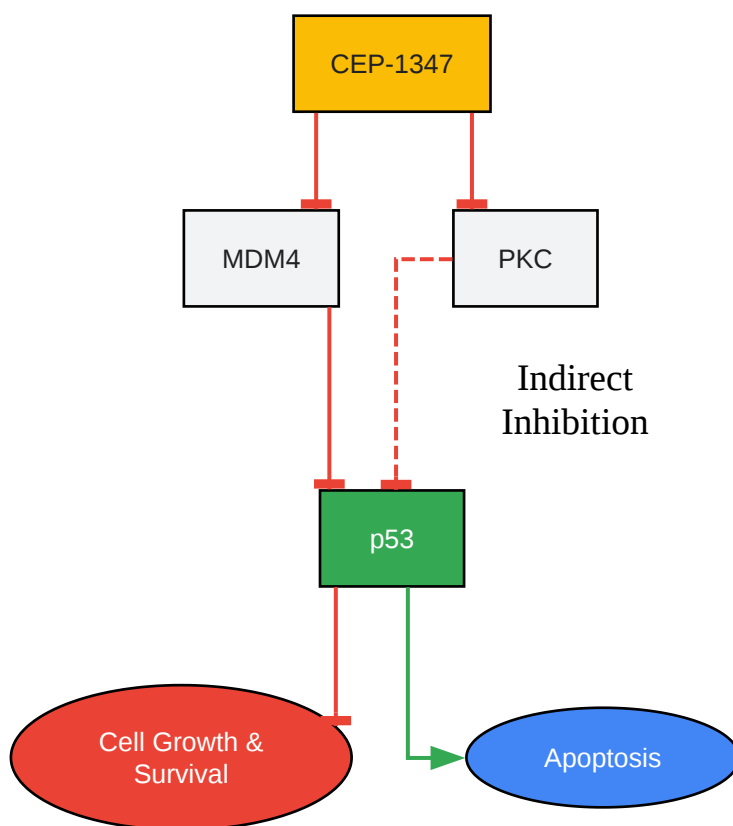 CEP-1347
MDM4
PKC
Indirect
Inhibition
p53
Cell Growth &
Survival
Apoptosis